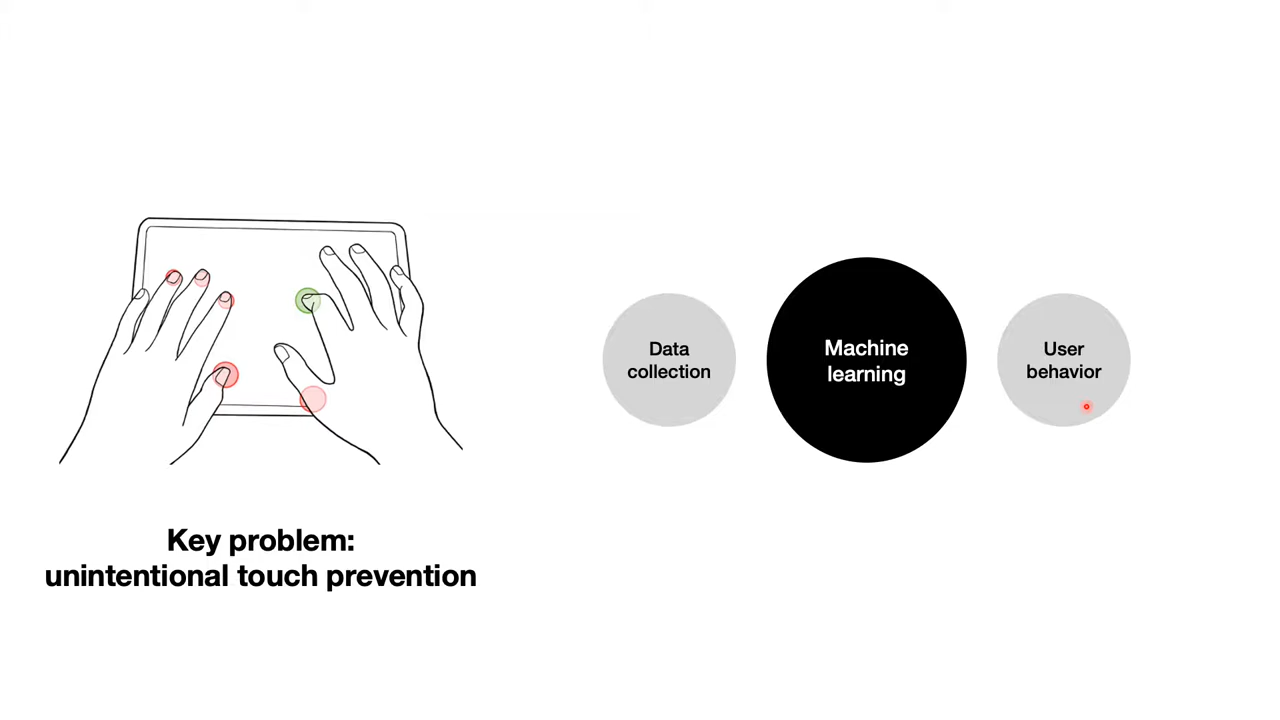 Data
collection
Machine
learning
User
behavior
Key problem:
unintentional touch prevention